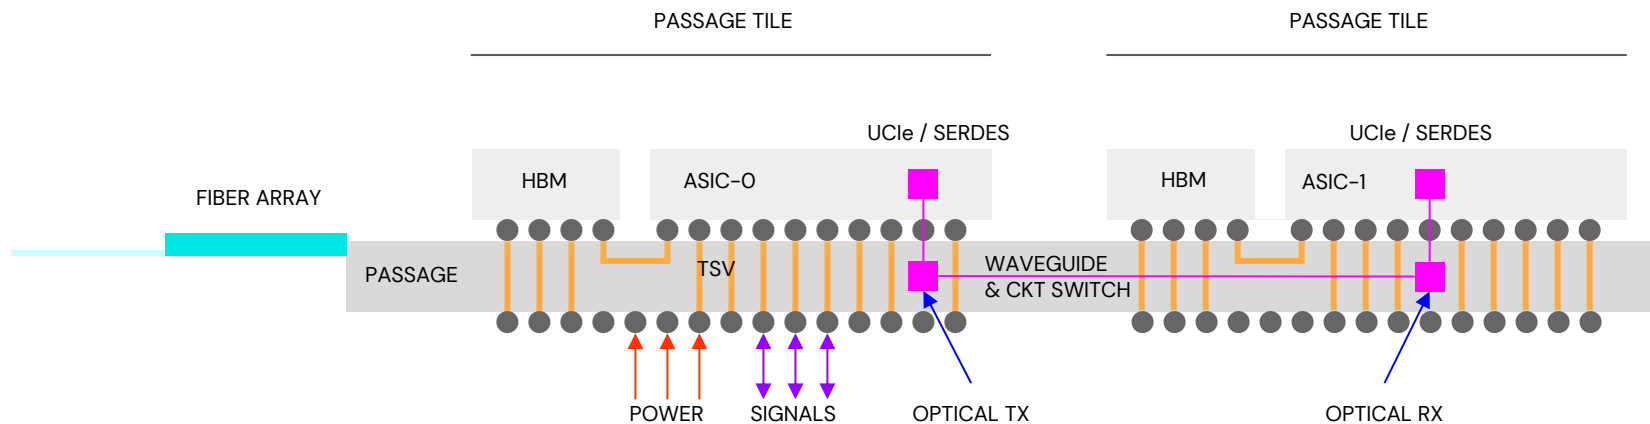 PASSAGE TILE
PASSAGE TILE
UCIe / SERDES
UCIe / SERDES
HBM
ASIC-0
HBM
ASIC-1
FIBER ARRAY
PASSAGE
TSV
WAVEGUIDE
& CKT SWITCH
POWER
SIGNALS
OPTICAL TX
OPTICAL RX